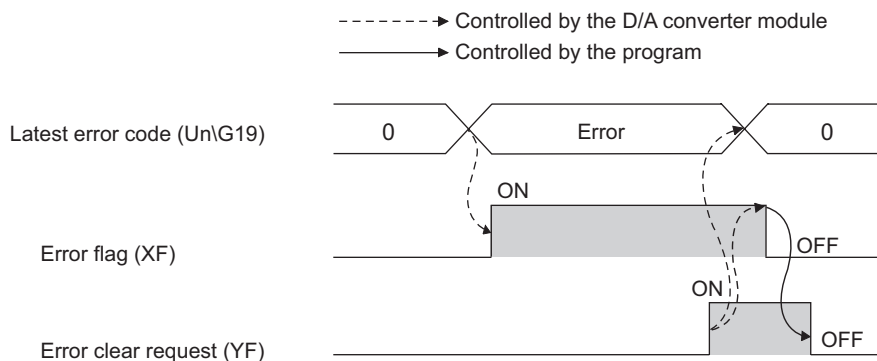 Controlled by the D/A converter module
Controlled by the program
Latest error code (Un\G19)
0
Error
0
ON
Error flag (XF)
OFF
ON
Error clear request (YF)
OFF